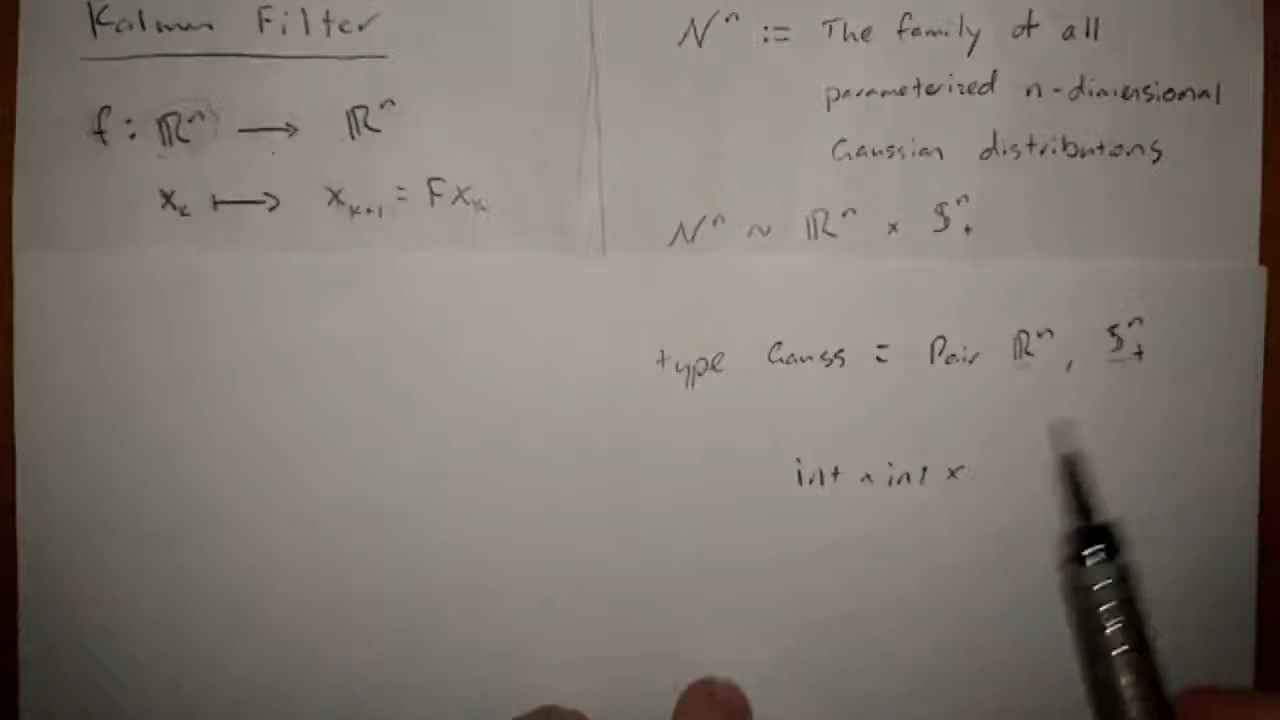 Kalman Filter
f : ℝⁿ → ℝⁿ
xₖ ↦ xₖ₊₁ = Fxₖ
𝒩ⁿ := The family of all
parameterized n-dimensional
Gaussian distributions
𝒩ⁿ ~ ℝⁿ × 𝕊ⁿ₊
type Gauss = Pair ℝⁿ, 𝕊ⁿ₊
int × int ×